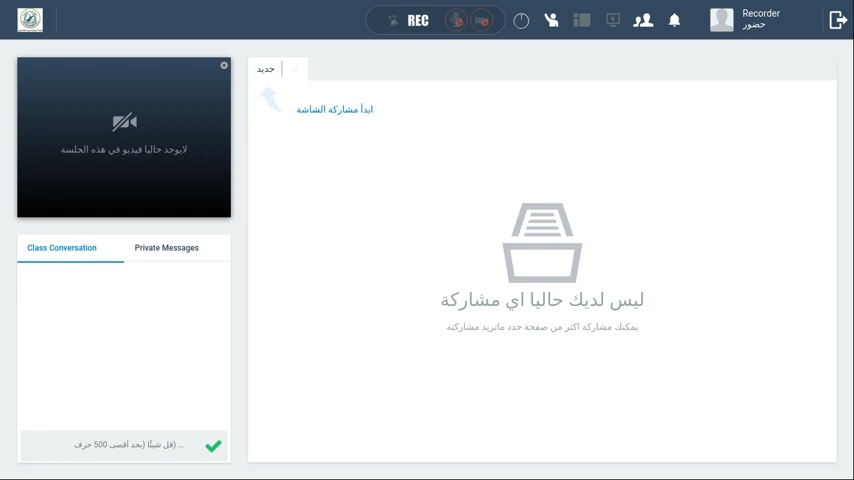 REC
Recorder
حضور
جديد
ابدأ مشاركة الشاشة
لايوجد حاليا فيديو في هذه الجلسة
Class Conversation
Private Messages
ليس لديك حاليا اي مشاركة
يمكنك مشاركة اكثر من صفحة حدد ماتريد مشاركته
... (قل شيئًا (بحد أقصى 500 حرف